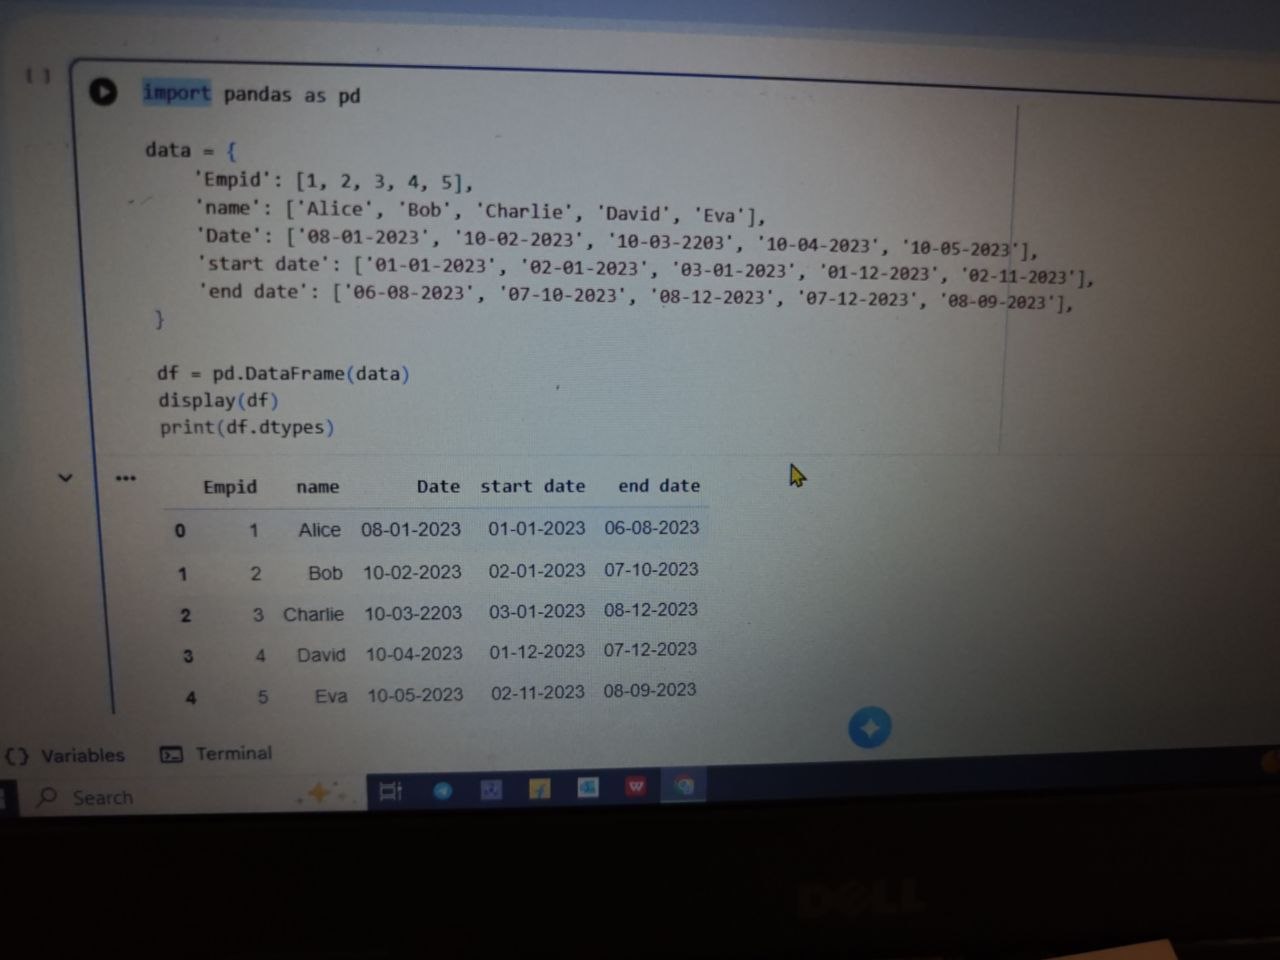 [ ]
import pandas as pd
data = {
'Empid': [1, 2, 3, 4, 5],
'name': ['Alice', 'Bob', 'Charlie', 'David', 'Eva'],
'Date': ['08-01-2023', '10-02-2023', '10-03-2203', '10-04-2023', '10-05-2023'],
'start date': ['01-01-2023', '02-01-2023', '03-01-2023', '01-12-2023', '02-11-2023'],
'end date': ['06-08-2023', '07-10-2023', '08-12-2023', '07-12-2023', '08-09-2023'],
}
df = pd.DataFrame(data)
display(df)
print(df.dtypes)
Empid name Date start date end date
0 1 Alice 08-01-2023 01-01-2023 06-08-2023
1 2 Bob 10-02-2023 02-01-2023 07-10-2023
2 3 Charlie 10-03-2203 03-01-2023 08-12-2023
3 4 David 10-04-2023 01-12-2023 07-12-2023
4 5 Eva 10-05-2023 02-11-2023 08-09-2023
{ } Variables Terminal
Search
W
DELL